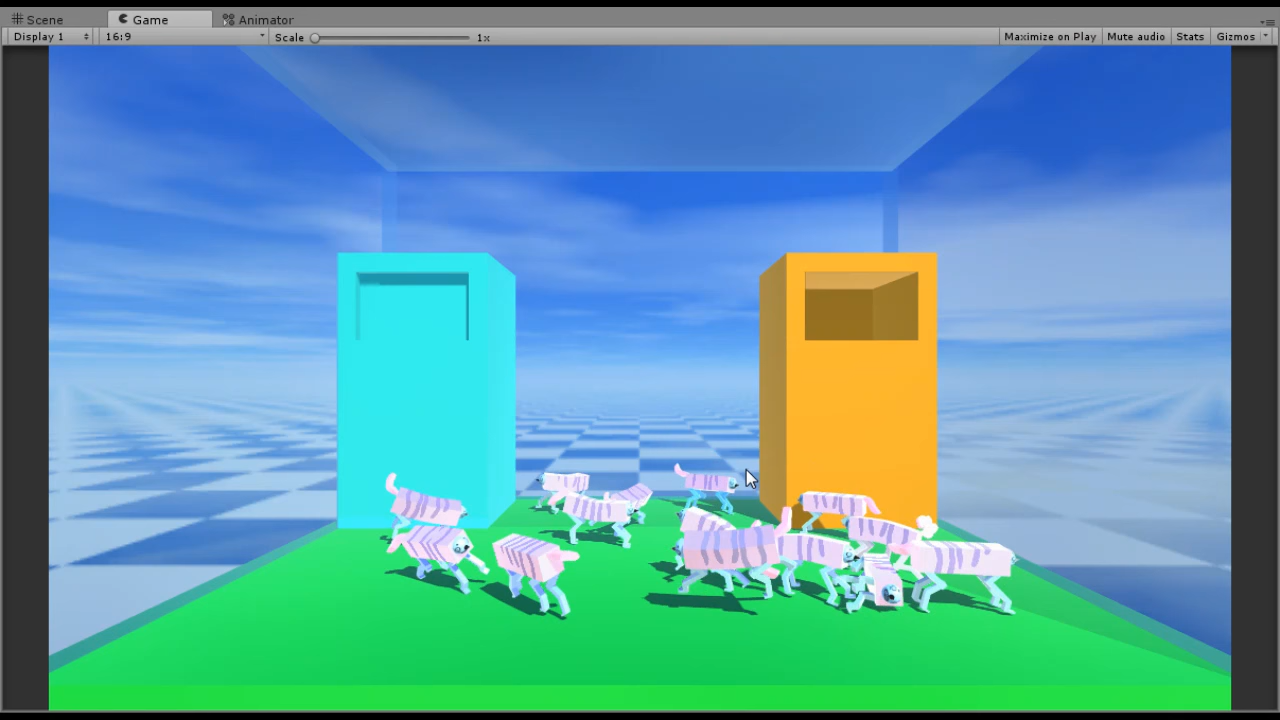 Scene Game Animator
Display 1 16:9 Scale 1x Maximize on Play Mute audio Stats Gizmos